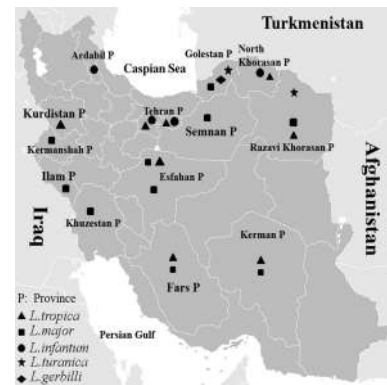 Turkmenistan
Ardabil P
Golestan P
North
Khorasan P
Caspian Sea
Kurdistan P
Tehran P
Semnan P
Kermanshah P
Razavi Khorasan P
Afghanistan
Ilam P
Esfahan P
Iraq
Khuzestan P
Kerman P
Fars P
P: Province
L.tropica
L.major
Persian Gulf
L.infantum
L.turanica
L.gerbilli